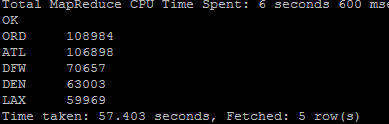 Total MapReduce CPU Time Spent: 6 seconds 600 mse
OK
ORD 108984
ATL 106898
DFW 70657
DEN 63003
LAX 59969
Time taken: 57.403 seconds, Fetched: 5 row(s)